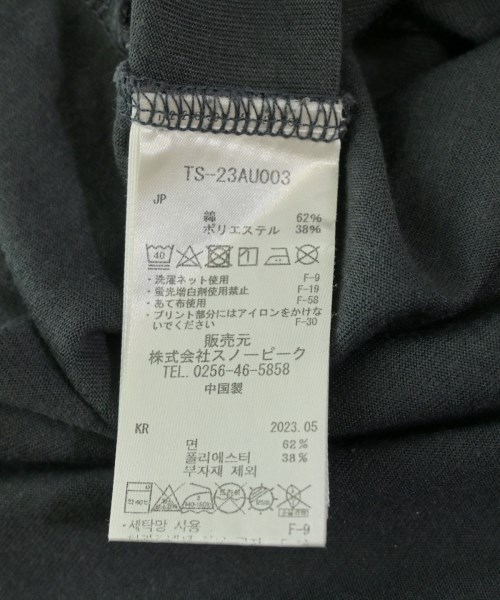 TS-23AU003
JP
綿 62%
ポリエステル 38%
40
・洗濯ネット使用 F-9
・蛍光増白剤使用禁止 F-19
・あて布使用 F-58
・プリント部分にはアイロンをかけな
いでください F-30
販売元
株式会社スノーピーク
TEL. 0256-46-5858
中国製
KR 2023.05
면 62%
폴리에스터 38%
부자재 제외
・세탁망 사용 F-9